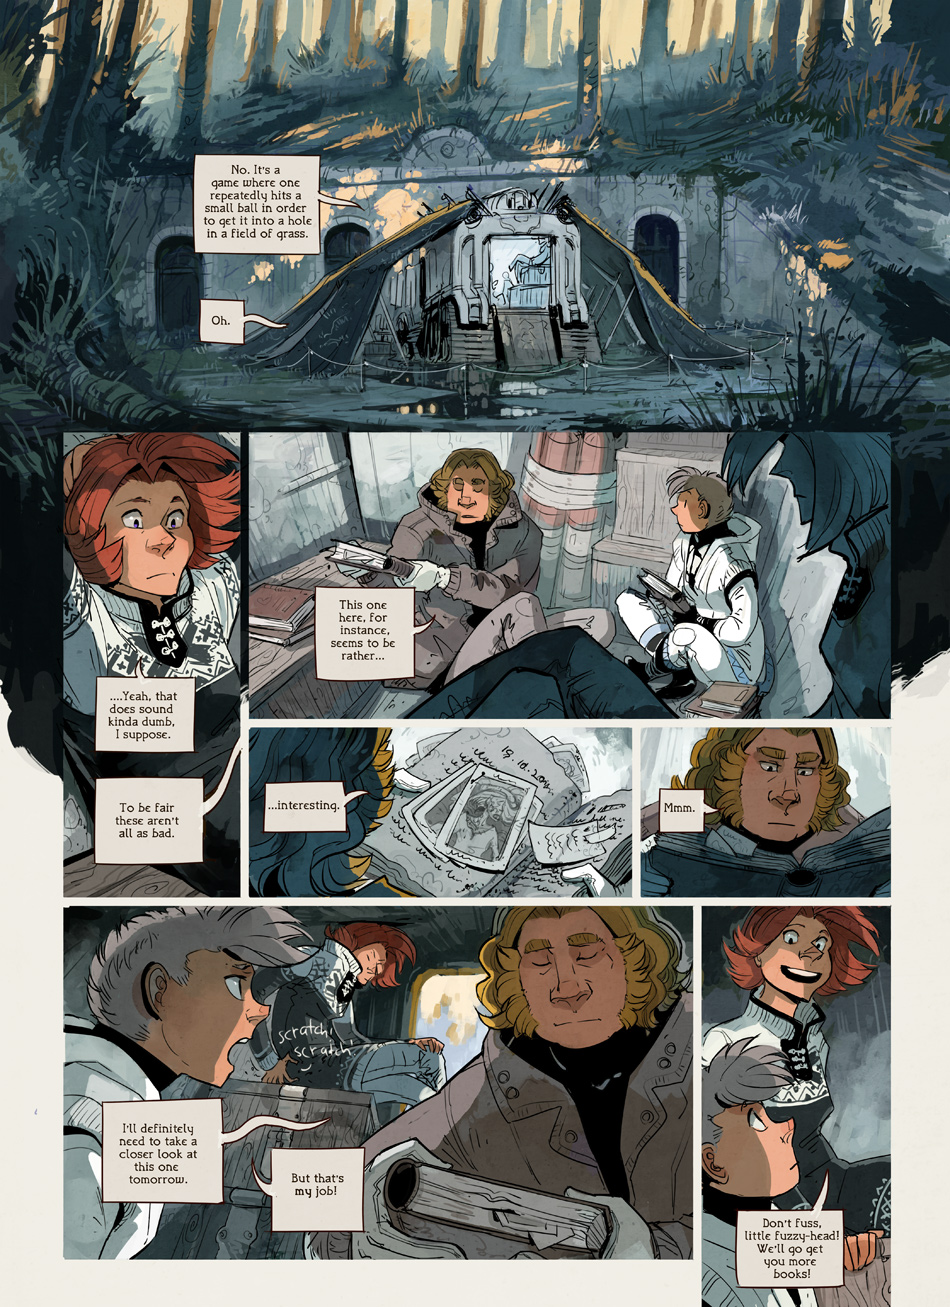 No. It's a
game where one
repeatedly hits a
small ball in order
to get it into a hole
in a field of grass.
Oh.
....Yeah, that
does sound
kinda dumb,
I suppose.
To be fair
these aren't
all as bad.
This one
here, for
instance,
seems to be
rather...
...interesting.
Mmm.
scratch!
scratch!
I'll definitely
need to take a
closer look at
this one
tomorrow.
But that's
my job!
Don't fuss,
little fuzzy-head!
We'll go get
you more
books!